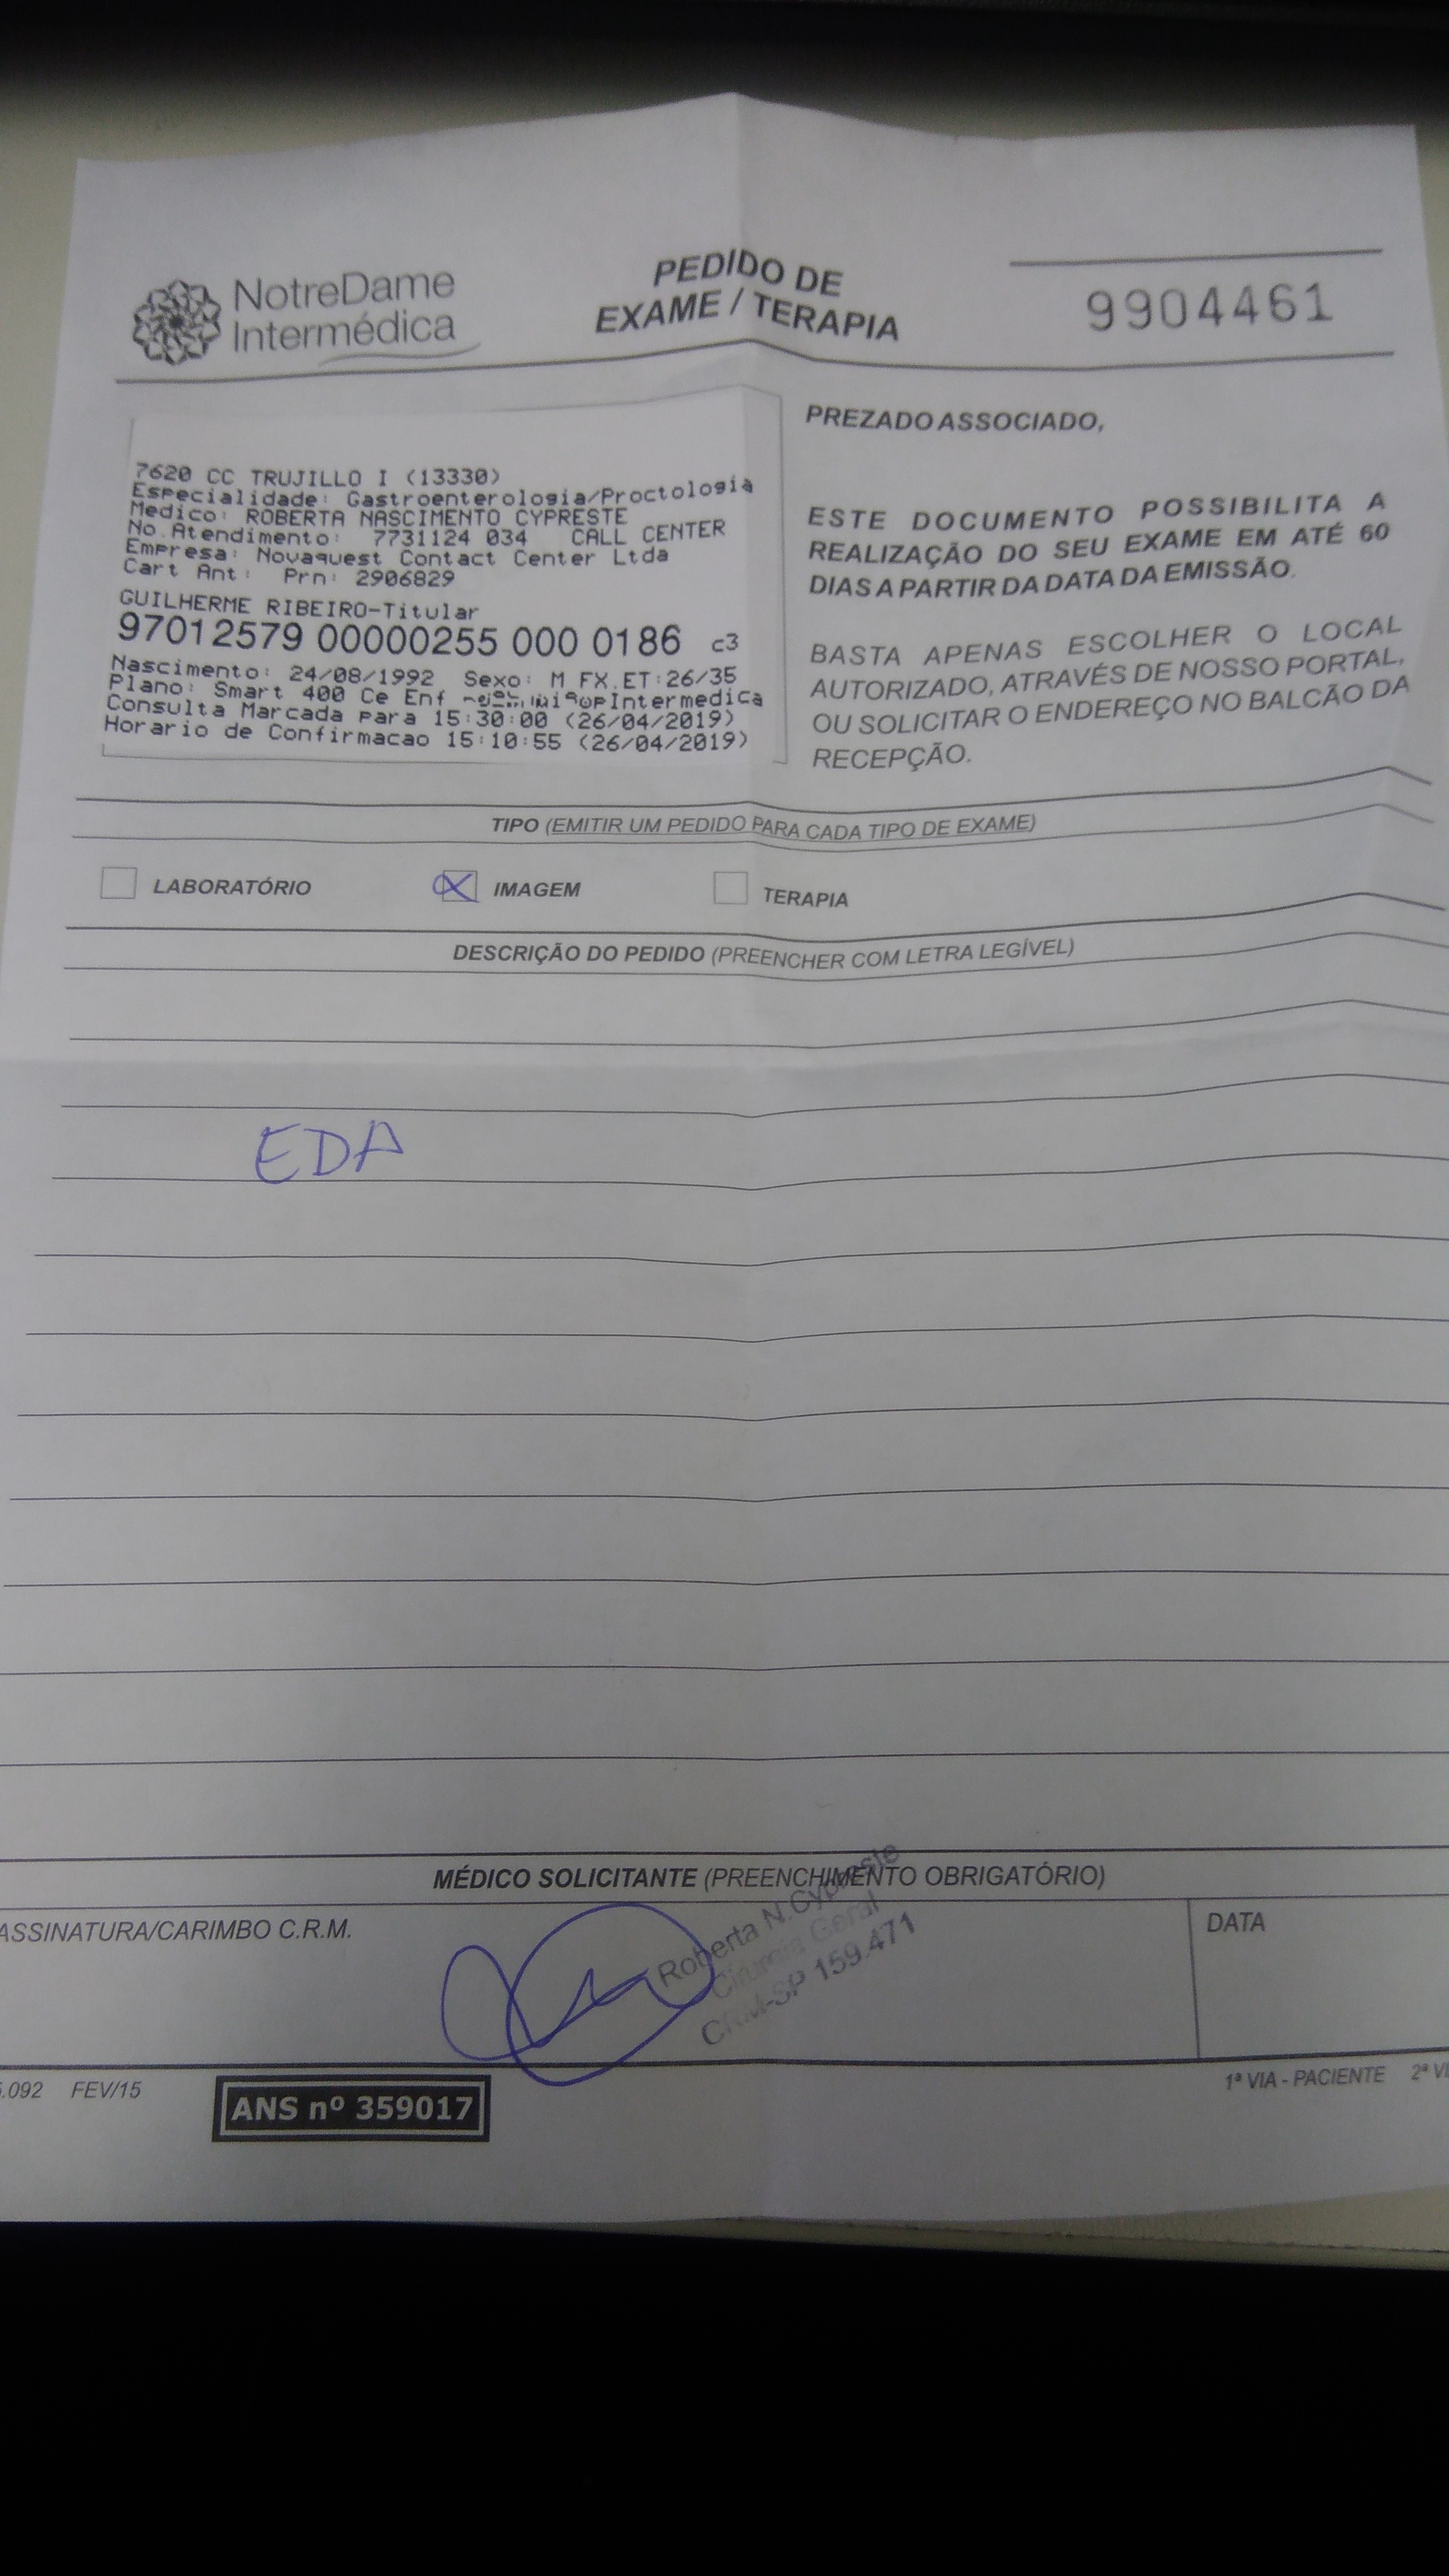 NotreDame
Intermédica
PEDIDO DE
EXAME / TERAPIA
9904461
7620 CC TRUJILLO I (13330)
Especialidade: Gastroenterologia/Proctologia
Medico: ROBERTA NASCIMENTO CYPRESTE
No.Atendimento: 7731124 034 CALL CENTER
Empresa: Novaquest Contact Center Ltda
Cart Ant: Prn: 2906829
GUILHERME RIBEIRO-Titular
97012579 00000255 000 0186 c3
Nascimento: 24/08/1992 Sexo: M FX.ET:26/35
Plano: Smart 400 Ce Enf
Consulta Marcada para 15:30:00 (26/04/2019)
Horario de Confirmacao 15:10:55 (26/04/2019)
PREZADO ASSOCIADO,
ESTE DOCUMENTO POSSIBILITA A
REALIZAÇÃO DO SEU EXAME EM ATÉ 60
DIAS A PARTIR DA DATA DA EMISSÃO.
BASTA APENAS ESCOLHER O LOCAL
AUTORIZADO, ATRAVÉS DE NOSSO PORTAL,
OU SOLICITAR O ENDEREÇO NO BALCÃO DA
RECEPÇÃO.
TIPO (EMITIR UM PEDIDO PARA CADA TIPO DE EXAME)
LABORATÓRIO IMAGEM TERAPIA
DESCRIÇÃO DO PEDIDO (PREENCHER COM LETRA LEGÍVEL)
EDA
MÉDICO SOLICITANTE (PREENCHIMENTO OBRIGATÓRIO)
ASSINATURA/CARIMBO C.R.M.
Roberta N.Cypreste
Cirurgia Geral
CRM-SP 159.471
DATA
.092 FEV/15
ANS nº 359017
1ª VIA - PACIENTE 2ª